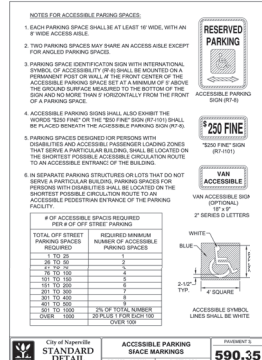 NOTES FOR ACCESSIBLE PARGING SPACES:
1. EACH PARKING SPACE SHALL BE AT LEAST 16' WIDE, WITH AN
8' WIDE ACCESS AISLE.
2. TWO PARKING SPACES MAY SHARE AN ACCESS AISLE EXCEPT
FOR ANGLED PARKING SPACES.
3. PARKING SPACE IDENTIFICATION SIGN WITH INTERNATIONAL
SYMBOL OF ACCESSIBILITY (R7-8) SHALL BE MOUNTED ON A
PERMANENT POST OR WALL AT THE FRONT CENTER OF THE
ACCESSIBLE PARKING SPACE SET AT A MINIMUM OF 5' ABOVE
THE GROUND SURFACE MEASURED TO THE BOTTOM OF THE
SIGN AND NO MORE THAN 5' HORIZONTALLY FROM THE FRONT
OF A PARKING SPACE.
4. ACCESSIBLE PARKING SIGNS SHALL ALSO EXHIBIT THE
WORDS "$250 FINE" OR THE "$250 SIGN (R7-I101) SHALL
BE PLACED BENEATH THE ACCESSIBLE PARKING SIGN (R7-8).
5. PARKING SPACES DESIGNED FOR PERSONS WITH
DISABILITIES AND ACCESSIBLE PASSENGER LOADING ZONES
THAT SERVE A PARTICULAR BUILDING, SHALL BE LOCATED ON
THE SHORTEST POSSIBLE ACCESSIBLE CIRCULATION ROUTE
TO AN ACCESSIBLE ENTRANCE OF THE BUILDING.
6. IN SEPARATE PARKING STRUCTURES OR LOTS THAT DO NOT
SERVE A PARTICULAR BUILDING, PARKING SPACES FOR
PERSONS WITH DISABILITIES SHALL BE LOCATED ON THE
SHORTEST POSSIBLE CIRCULATION ROUTE TO AN
ACCESSIBLE PEDESTRIAN ENTRANCE OF THE PARKING
FACILITY.
# OF ACCESSIBLE SPACES REQUIRED
PER # OF OFF STREET PARKING
TOTAL OFF STREET PARKING SPACES REQUIRED
REQUIRED MINIMUM NUMBER OF ACCESSIBLE PARKING SPACES
1 TO 25 1
26 TO 50 2
76 TO 100 4
101 TO 150 5
151 TO 200 6
201 TO 300 7
301 TO 400 8
401 TO 500 9
501 TO 1000 2% OF TOTAL NUMBER
OVER 1000 20 PLUS 1 FOR EACH 100
OVER 1000
RESERVED
PARKING
ACCESSIBLE PARKING
SIGN (R7-8)
$250 FINE
"$250 FINE" SIGN
(R7-I101)
VAN
ACCESSIBLE
VAN ACCESSIBLE SIGN
(OPTIONAL)
18" x 9"
2" SERIES D LETTERS
WHITE
BLUE
2-1/2"
TYP.
4' SQUARE
ACCESSIBLE SYMBOL
LINES SHALL BE WHITE
City of Naperville
STANDARD
DETAIL
ACCESSIBLE PARKING
SPACE MARKINGS
PAVEMENT
590.35